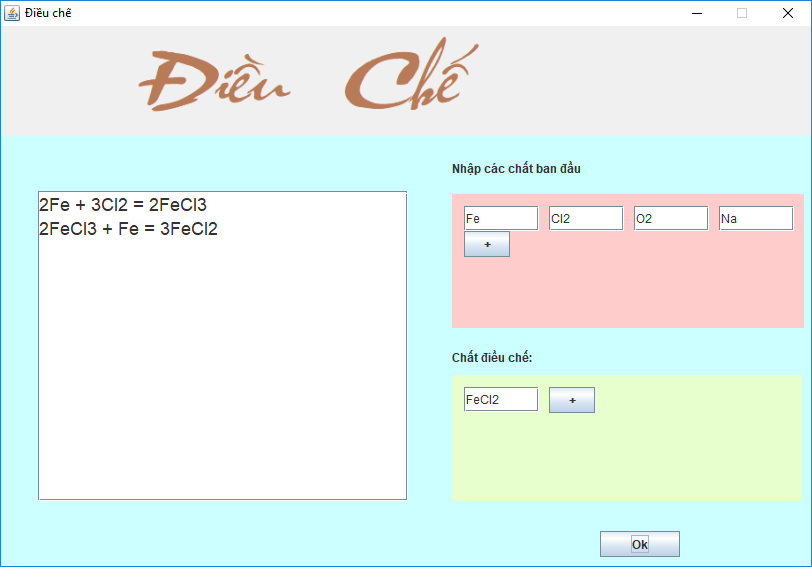 Điều chế
Điều Chế
2Fe + 3Cl2 = 2FeCl3
2FeCl3 + Fe = 3FeCl2
Nhập các chất ban đầu
Fe Cl2 O2 Na
+
Chất điều chế:
FeCl2 +
Ok